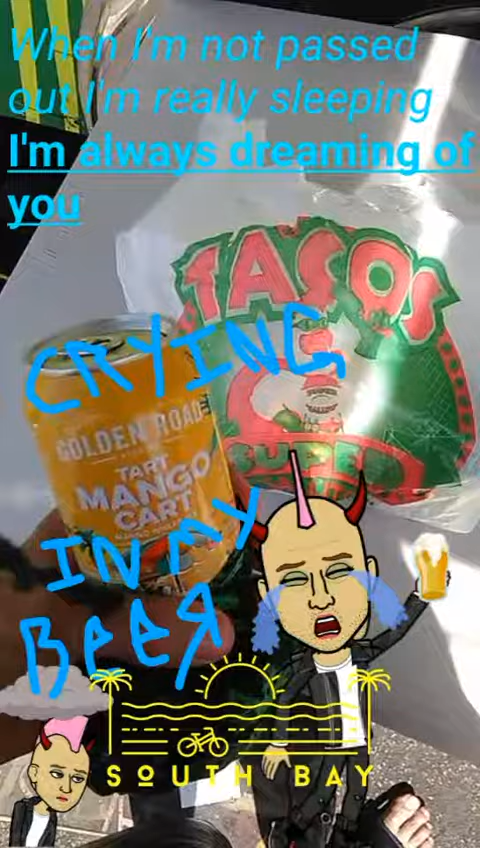 When I'm not passed
out I'm really sleeping
I'm always dreaming of
you
TACOS
CRYING
GOLDEN ROAD
TART
MANGO
CART
SUPER
IN MY
BEER
SOUTH BAY